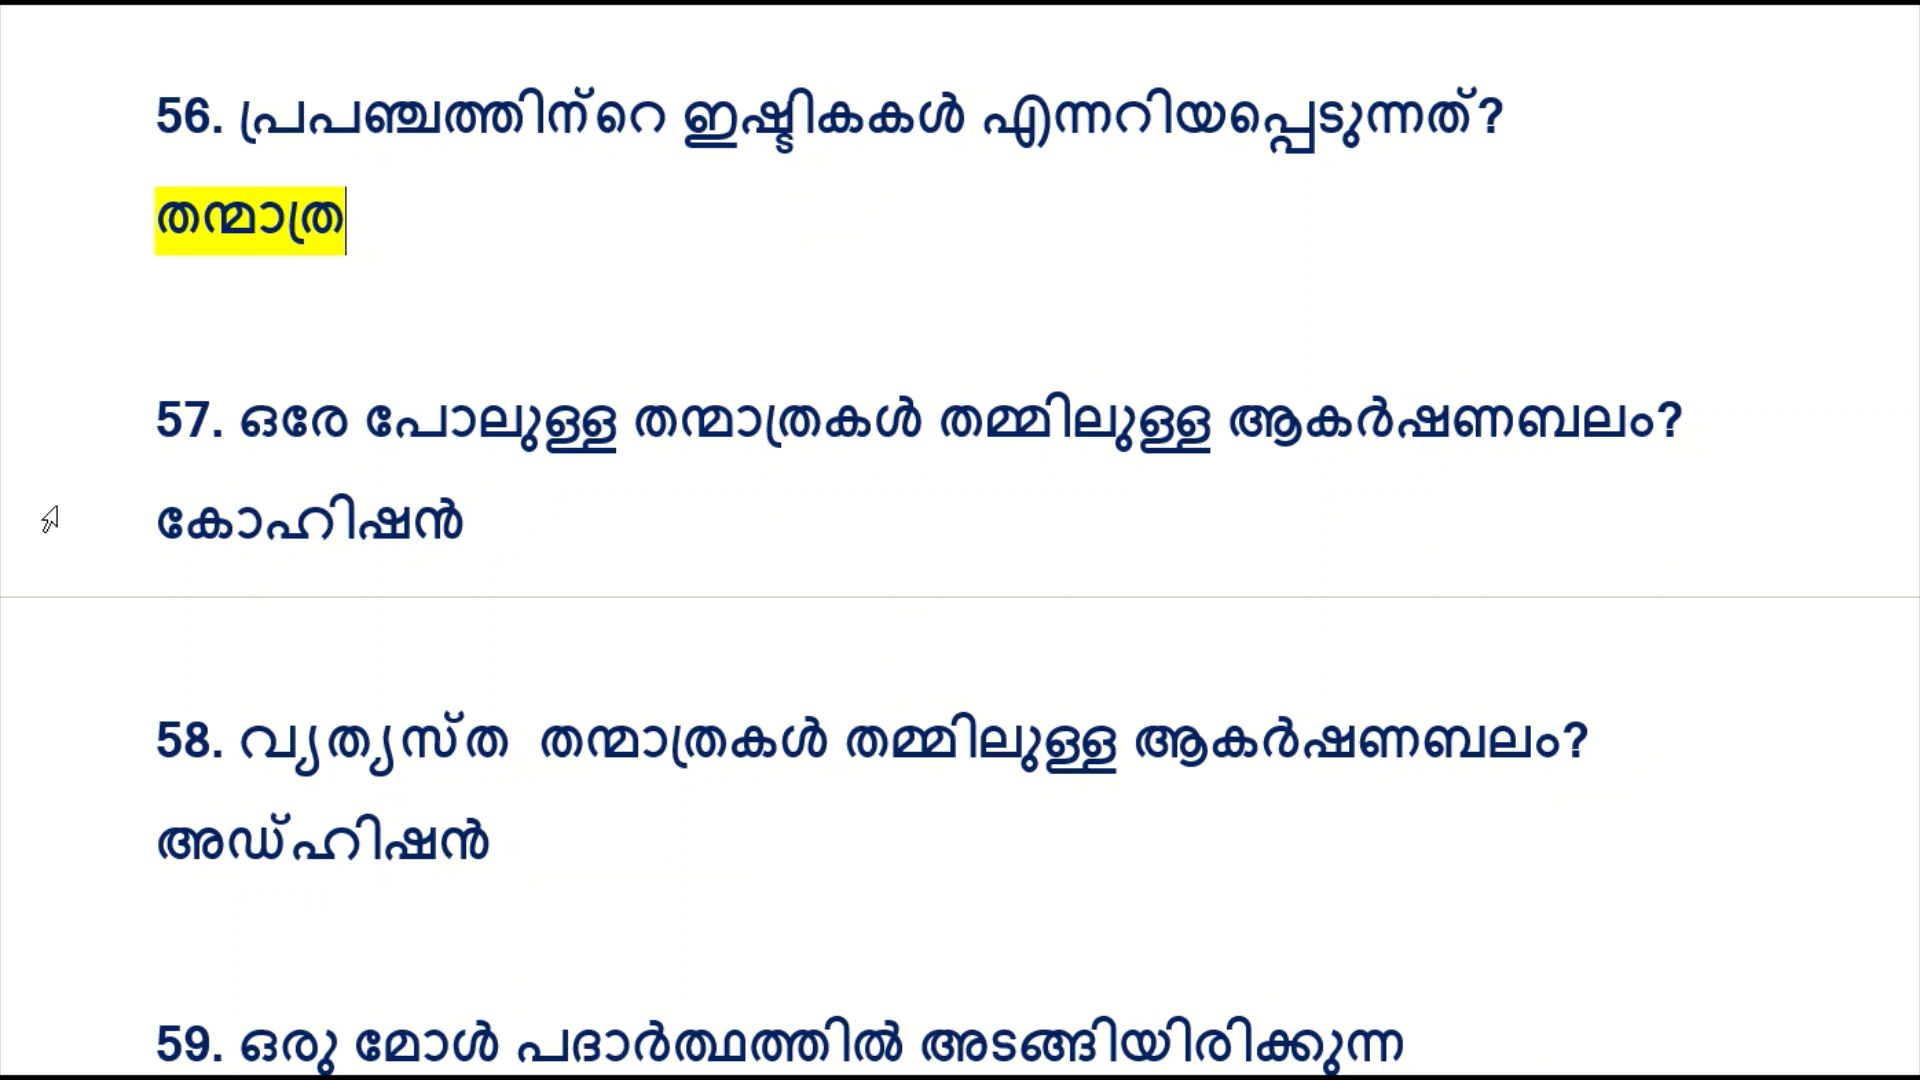 56. പ്രപഞ്ചത്തിന്റെ ഇഷ്ടികകൾ എന്നറിയപ്പെടുന്നത്?
തന്മാത്ര
57. ഒരേ പോലുള്ള തന്മാത്രകൾ തമ്മിലുള്ള ആകർഷണബലം?
കോഹിഷൻ
58. വ്യത്യസ്ത തന്മാത്രകൾ തമ്മിലുള്ള ആകർഷണബലം?
അഡ്ഹിഷൻ
59. ഒരു മോൾ പദാർത്ഥത്തിൽ അടങ്ങിയിരിക്കുന്ന